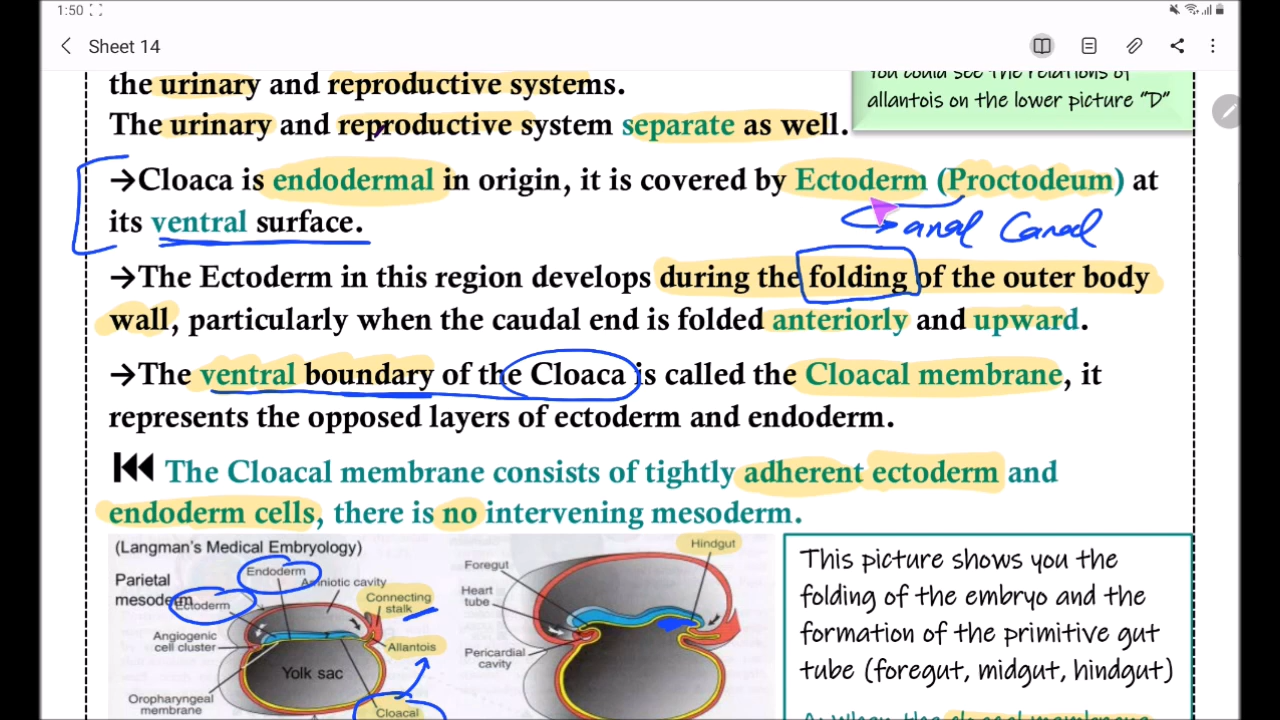 1:50
Sheet 14
the urinary and reproductive systems.
The urinary and reproductive system separate as well.
You could see the relations of
allantois on the lower picture “D”
→Cloaca is endodermal in origin, it is covered by Ectoderm (Proctodeum) at
its ventral surface.
anal Canal
→The Ectoderm in this region develops during the folding of the outer body
wall, particularly when the caudal end is folded anteriorly and upward.
→The ventral boundary of the Cloaca is called the Cloacal membrane, it
represents the opposed layers of ectoderm and endoderm.
The Cloacal membrane consists of tightly adherent ectoderm and
endoderm cells, there is no intervening mesoderm.
(Langman’s Medical Embryology)
Endoderm
Parietal
mesoderm
Amniotic cavity
Ectoderm
Connecting
stalk
Angiogenic
cell cluster
Allantois
Yolk sac
Oropharyngeal
membrane
Cloacal
Hindgut
Foregut
Heart
tube
Pericardial
cavity
This picture shows you the
folding of the embryo and the
formation of the primitive gut
tube (foregut, midgut, hindgut)
A: When the cloacal membrane